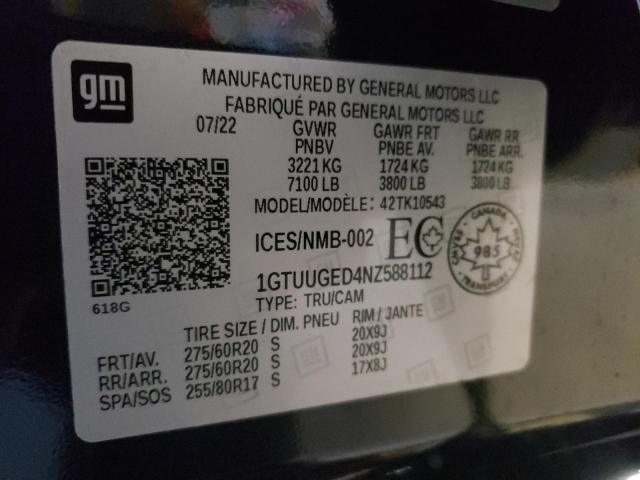 gm
MANUFACTURED BY GENERAL MOTORS LLC
FABRIQUÉ PAR GENERAL MOTORS LLC
07/22 GVWR GAWR FRT GAWR RR
PNBV PNBE AV. PNBE ARR.
3221 KG 1724 KG 1724 KG
7100 LB 3800 LB 3800 LB
MODEL/MODÈLE: 42TK10543
ICES/NMB-002 EC
CANADA
CMVSS 985 NSVAC
TRANSPORT
1GTUUGED4NZ588112
618G TYPE: TRU/CAM
TIRE SIZE / DIM. PNEU RIM / JANTE
FRT/AV. 275/60R20 S 20X9J
RR/ARR. 275/60R20 S 20X9J
SPA/SOS 255/80R17 S 17X8J